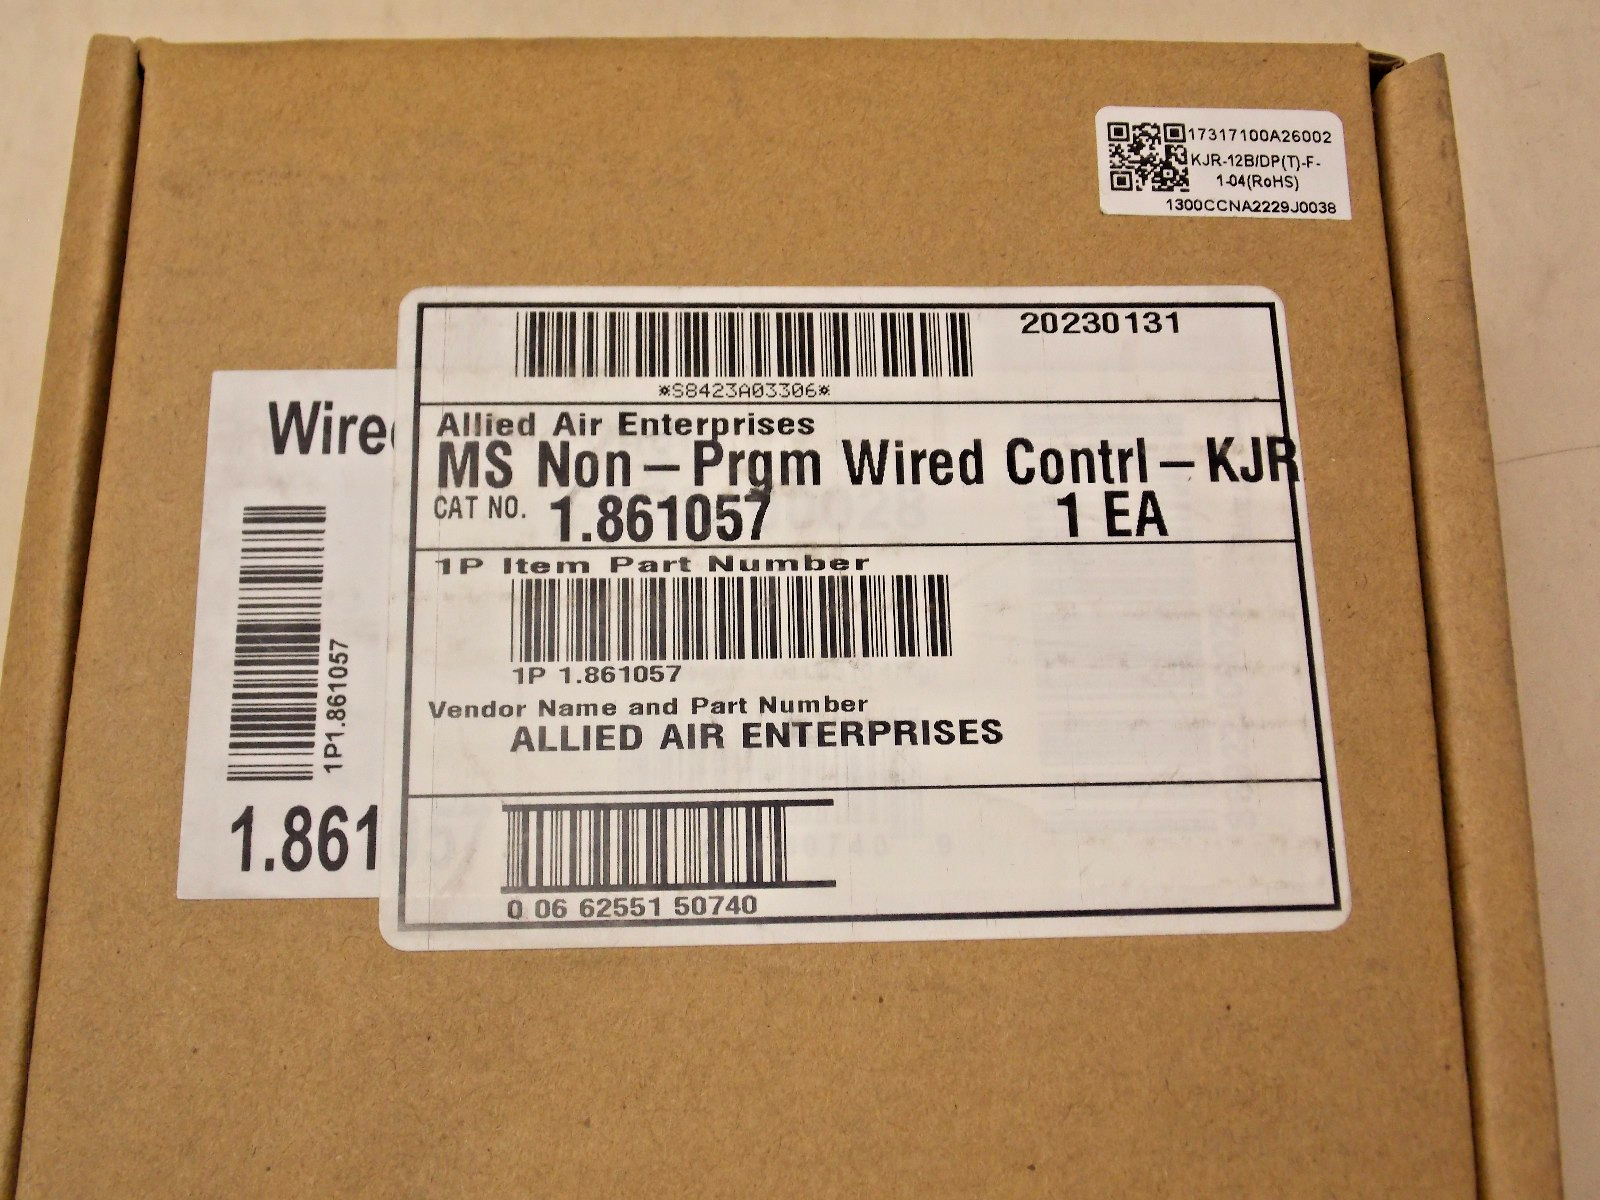 17317100A26002
KJR-12B/DP(T)-F-
1-04(RoHS)
1300CCNA2229J0038
20230131
*S8423A03306*
Allied Air Enterprises
MS Non-Prgm Wired Contrl-KJR
CAT NO. 1.861057 1 EA
1P Item Part Number
1P 1.861057
Vendor Name and Part Number
ALLIED AIR ENTERPRISES
0 06 62551 50740
Wire
1P1.861057
1.861